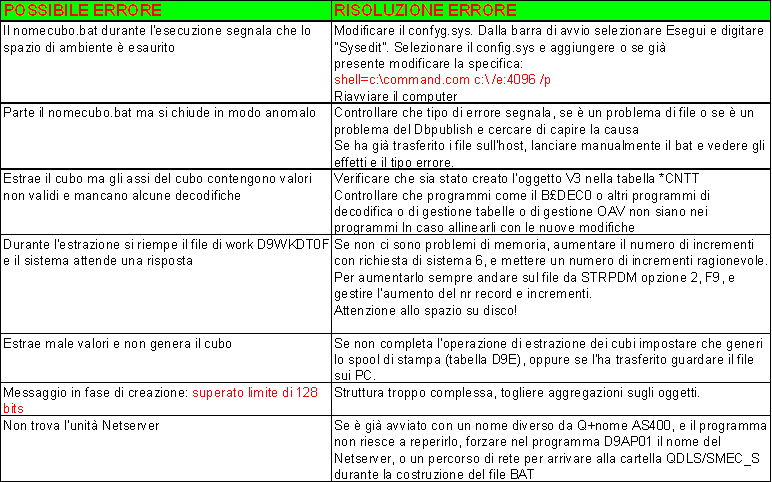 POSSIBILE ERRORE
RISOLUZIONE ERRORE
Il nomecubo.bat durante l'esecuzione segnala che lo
spazio di ambiente è esaurito
Modificare il confyg.sys. Dalla barra di avvio selezionare Esegui e digitare
"Sysedit". Selezionare il config.sys e aggiungere o se già
presente modificare la specifica:
shell=c:\command.com c:\ /e:4096 /p
Riavviare il computer
Parte il nomecubo.bat ma si chiude in modo anomalo
Controllare che tipo di errore segnala, se è un problema di file o se è un
problema del Dbpublish e cercare di capire la causa
Se ha già trasferito i file sull'host, lanciare manualmente il bat e vedere gli
effetti e il tipo errore.
Estrae il cubo ma gli assi del cubo contengono valori
non validi e mancano alcune decodifiche
Verificare che sia stato creato l'oggetto V3 nella tabella *CNTT
Controllare che programmi come il B£DEC0 o altri programmi di
decodifica o di gestione tabelle o di gestione OAV non siano nei
programmi In caso allinearli con le nuove modifiche
Durante l'estrazione si riempe il file di work D9WKDT0F
e il sistema attende una risposta
Se non ci sono problemi di memoria, aumentare il numero di incrementi
con richiesta di sistema 6, e mettere un numero di incrementi ragionevole.
Per aumentarlo sempre andare sul file da STRPDM opzione 2, F9, e
gestire l'aumento del nr record e incrementi.
Attenzione allo spazio su disco!
Estrae male valori e non genera il cubo
Se non completa l'operazione di estrazione dei cubi impostare che generi
lo spool di stampa (tabella D9E), oppure se l'ha trasferito guardare il file
sui PC.
Messaggio in fase di creazione: superato limite di 128
bits
Struttura troppo complessa, togliere aggregazioni sugli oggetti.
Non trova l'unità Netserver
Se è già avviato con un nome diverso da Q+nome AS400, e il programma
non riesce a reperirlo, forzare nel programma D9AP01 il nome del
Netserver, o un percorso di rete per arrivare alla cartella QDLS/SMEC_S
durante la costruzione del file BAT